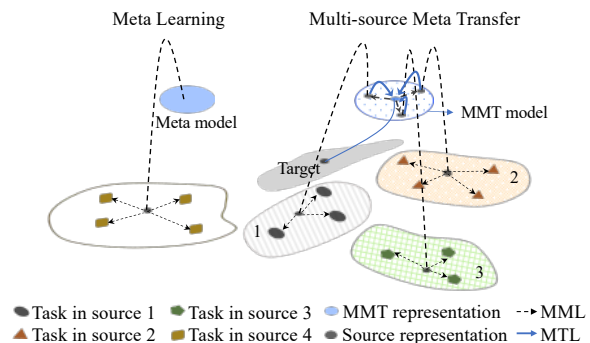 Meta Learning
Multi-source Meta Transfer
Meta model
MMT model
Target
1
2
3
Task in source 1
Task in source 3
MMT representation
MML
Task in source 2
Task in source 4
Source representation
MTL